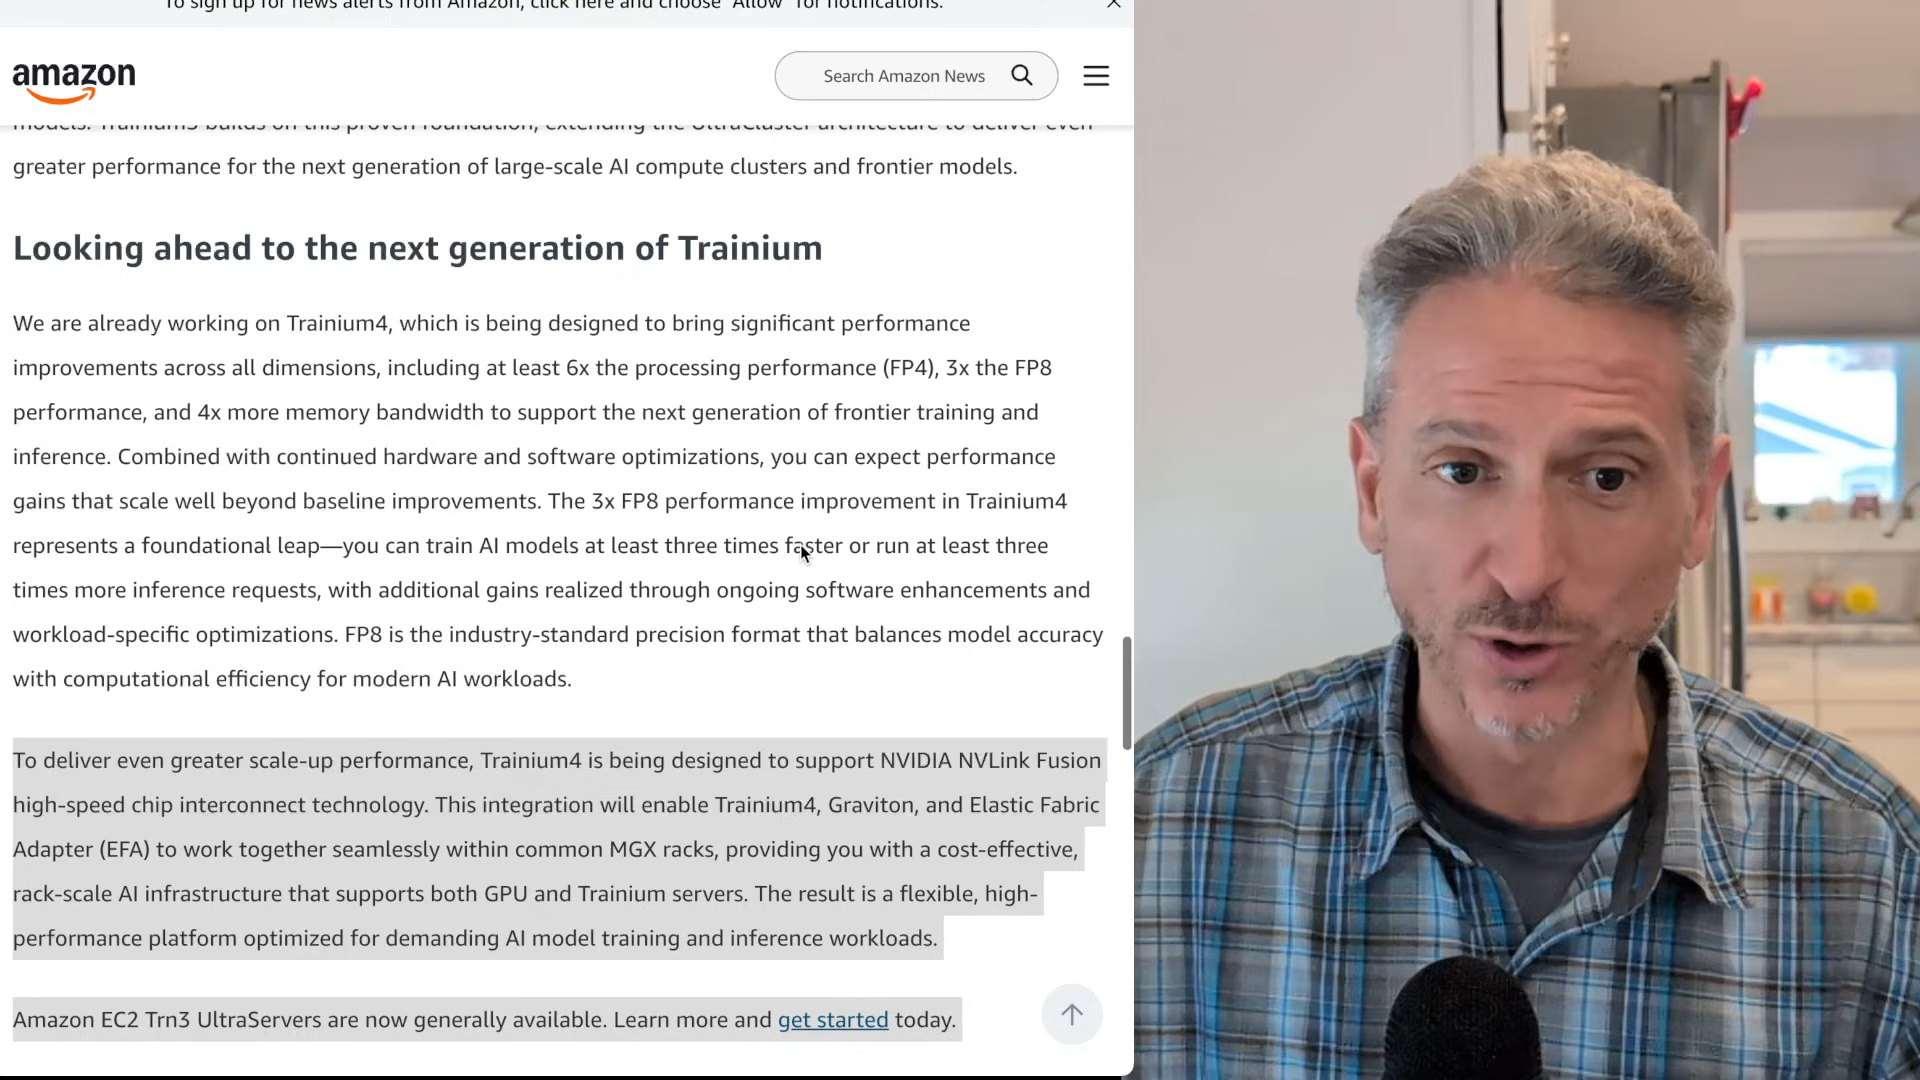 To sign up for news alerts from Amazon, click here and choose "Allow" for notifications.
amazon
Search Amazon News
models. Trainium3 builds on this proven foundation, extending the UltraCluster architecture to deliver even
greater performance for the next generation of large-scale AI compute clusters and frontier models.
Looking ahead to the next generation of Trainium
We are already working on Trainium4, which is being designed to bring significant performance
improvements across all dimensions, including at least 6x the processing performance (FP4), 3x the FP8
performance, and 4x more memory bandwidth to support the next generation of frontier training and
inference. Combined with continued hardware and software optimizations, you can expect performance
gains that scale well beyond baseline improvements. The 3x FP8 performance improvement in Trainium4
represents a foundational leap—you can train AI models at least three times faster or run at least three
times more inference requests, with additional gains realized through ongoing software enhancements and
workload-specific optimizations. FP8 is the industry-standard precision format that balances model accuracy
with computational efficiency for modern AI workloads.
To deliver even greater scale-up performance, Trainium4 is being designed to support NVIDIA NVLink Fusion
high-speed chip interconnect technology. This integration will enable Trainium4, Graviton, and Elastic Fabric
Adapter (EFA) to work together seamlessly within common MGX racks, providing you with a cost-effective,
rack-scale AI infrastructure that supports both GPU and Trainium servers. The result is a flexible, high-
performance platform optimized for demanding AI model training and inference workloads.
Amazon EC2 Trn3 UltraServers are now generally available. Learn more and get started today.